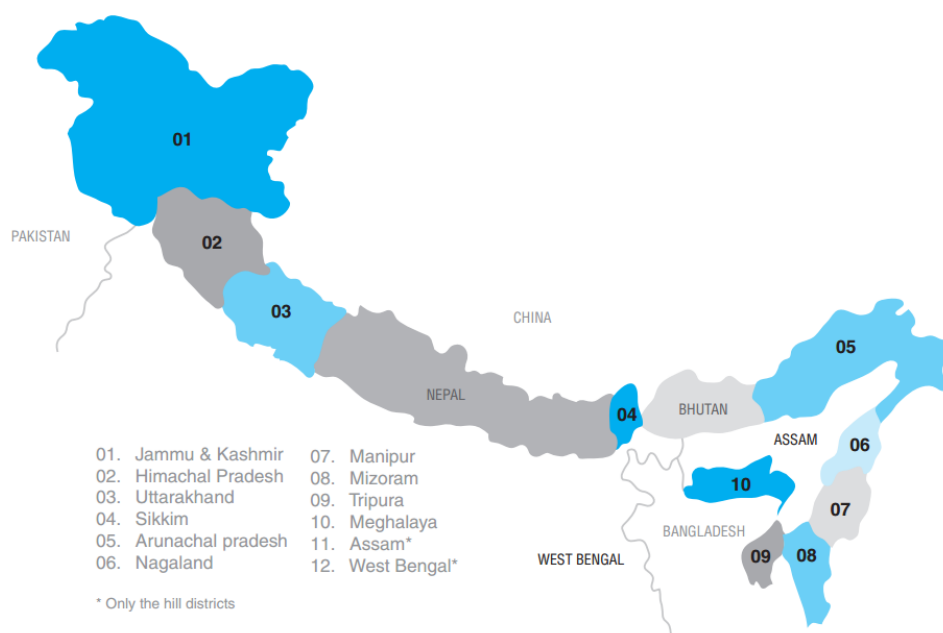 01
PAKISTAN
02
CHINA
03
05
NEPAL
04
BHUTAN
ASSAM
06
10
07
BANGLADESH
WEST BENGAL
09
08
01. Jammu & Kashmir
02. Himachal Pradesh
03. Uttarakhand
04. Sikkim
05. Arunachal pradesh
06. Nagaland
07. Manipur
08. Mizoram
09. Tripura
10. Meghalaya
11. Assam*
12. West Bengal*
* Only the hill districts